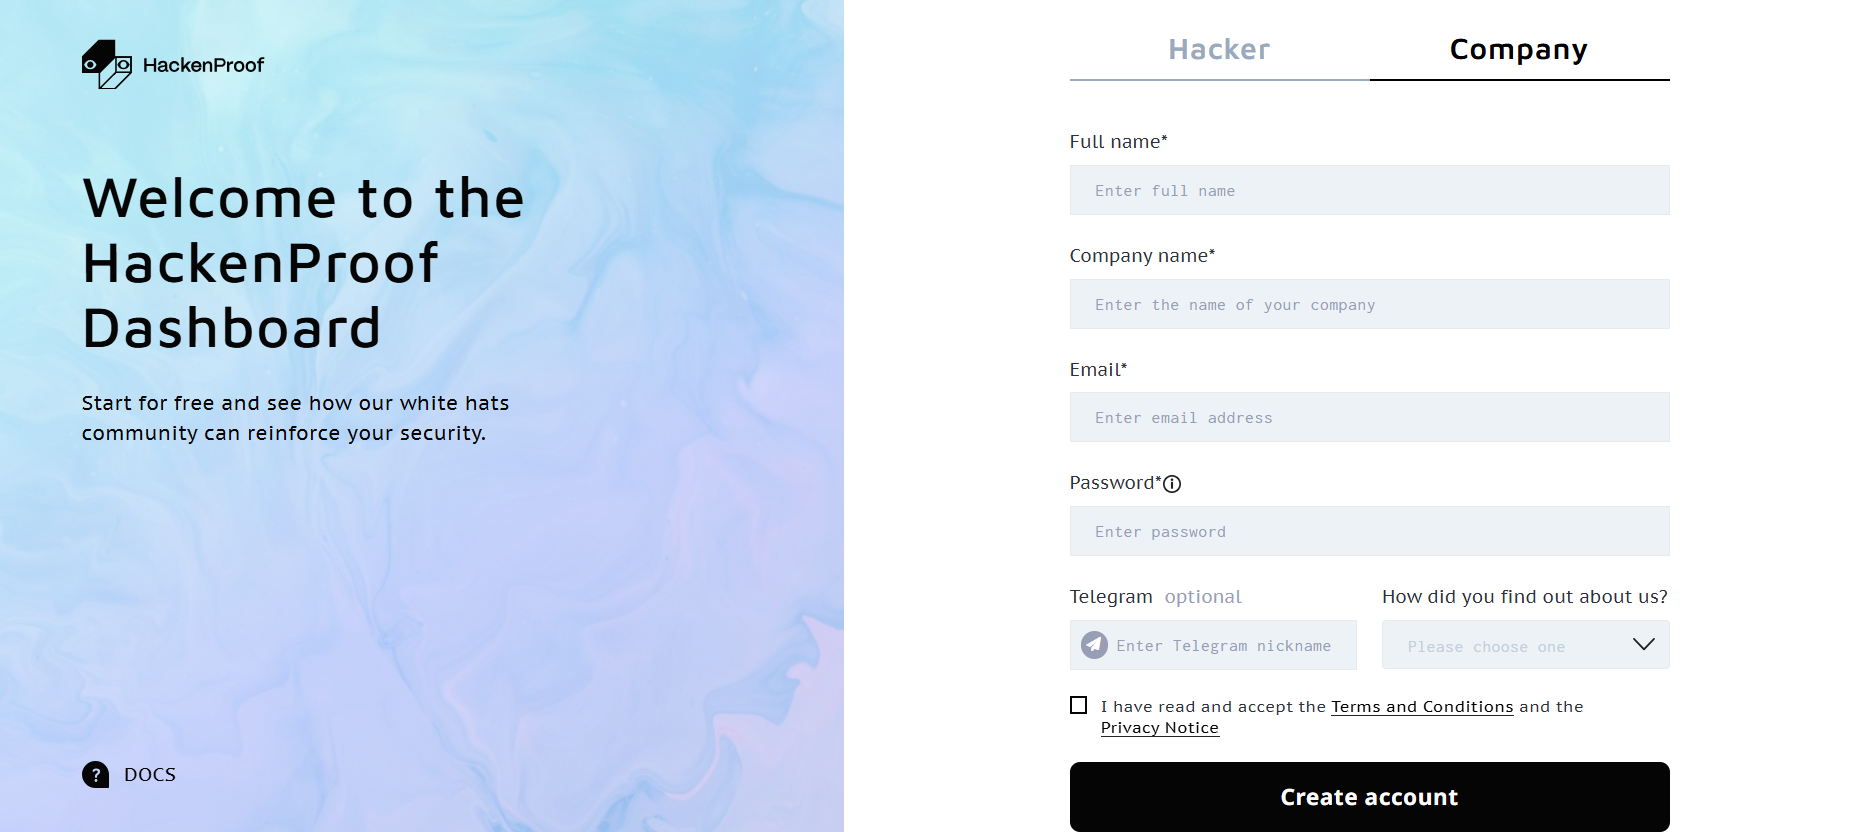 HackenProof
Welcome to the
HackenProof
Dashboard
Start for free and see how our white hats
community can reinforce your security.
? DOCS
Hacker Company
Full name*
Enter full name
Company name*
Enter the name of your company
Email*
Enter email address
Password*
Enter password
Telegram optional
Enter Telegram nickname
How did you find out about us?
Please choose one
I have read and accept the Terms and Conditions and the
Privacy Notice
Create account